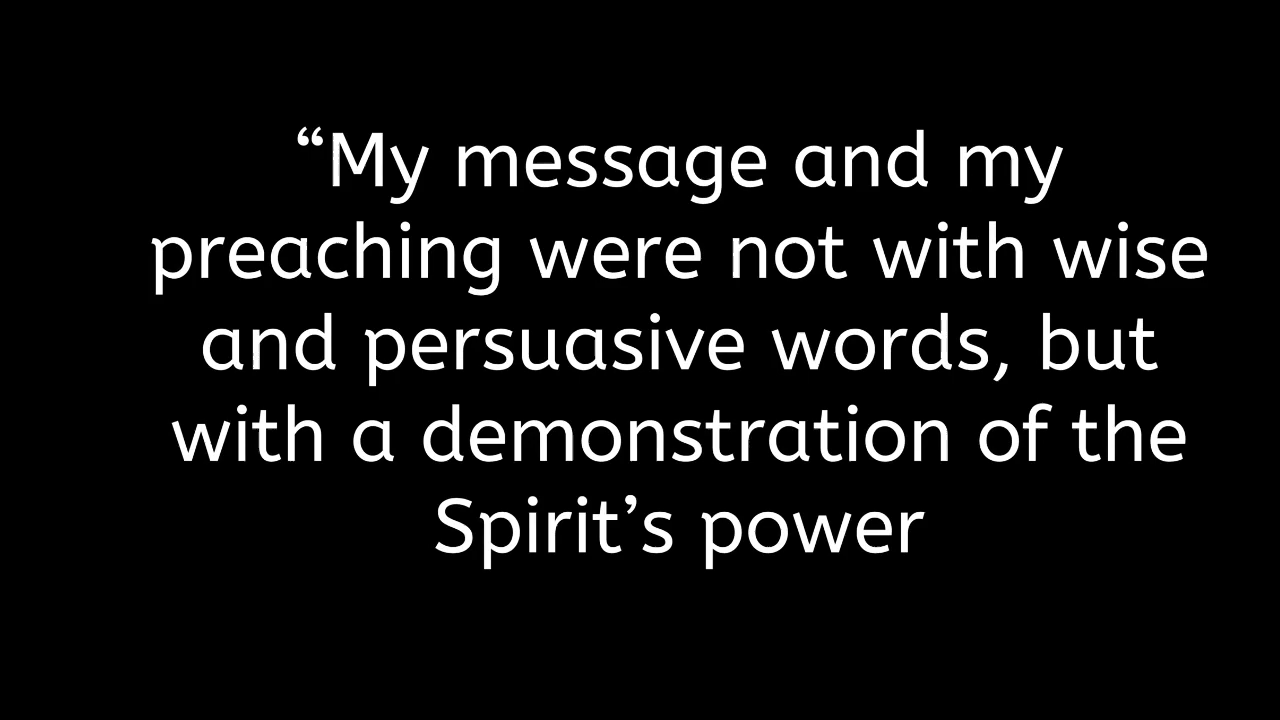 “My message and my
preaching were not with wise
and persuasive words, but
with a demonstration of the
Spirit’s power